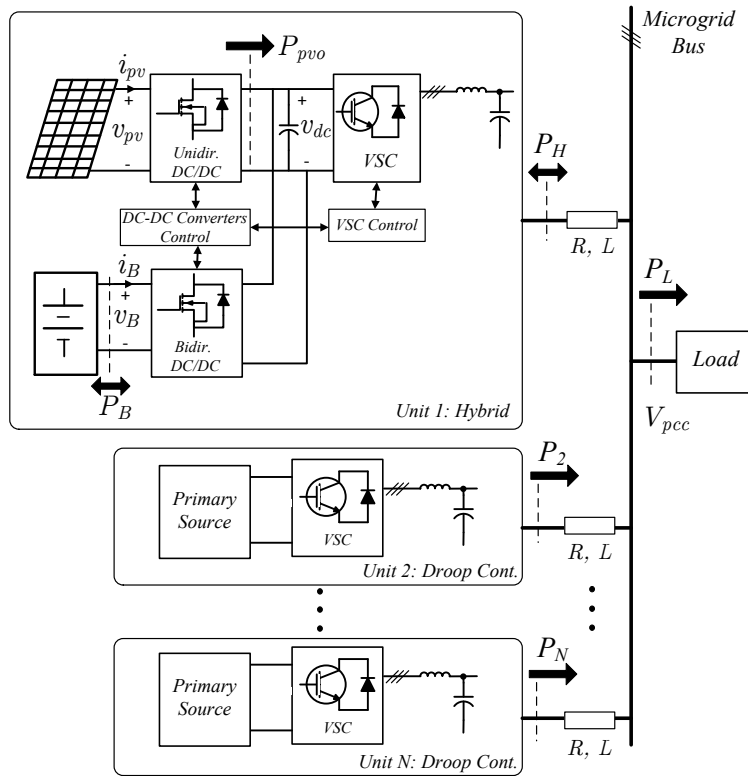 Microgrid
Bus
P_pvo
i_pv
+
v_pv
-
Unidir.
DC/DC
+
v_dc
-
VSC
P_H
DC-DC Converters
Control
VSC Control
R, L
i_B
+
v_B
-
P_B
Bidir.
DC/DC
Unit 1: Hybrid
P_L
Load
V_pcc
P_2
Primary
Source
VSC
R, L
Unit 2: Droop Cont.
P_N
Primary
Source
VSC
R, L
Unit N: Droop Cont.